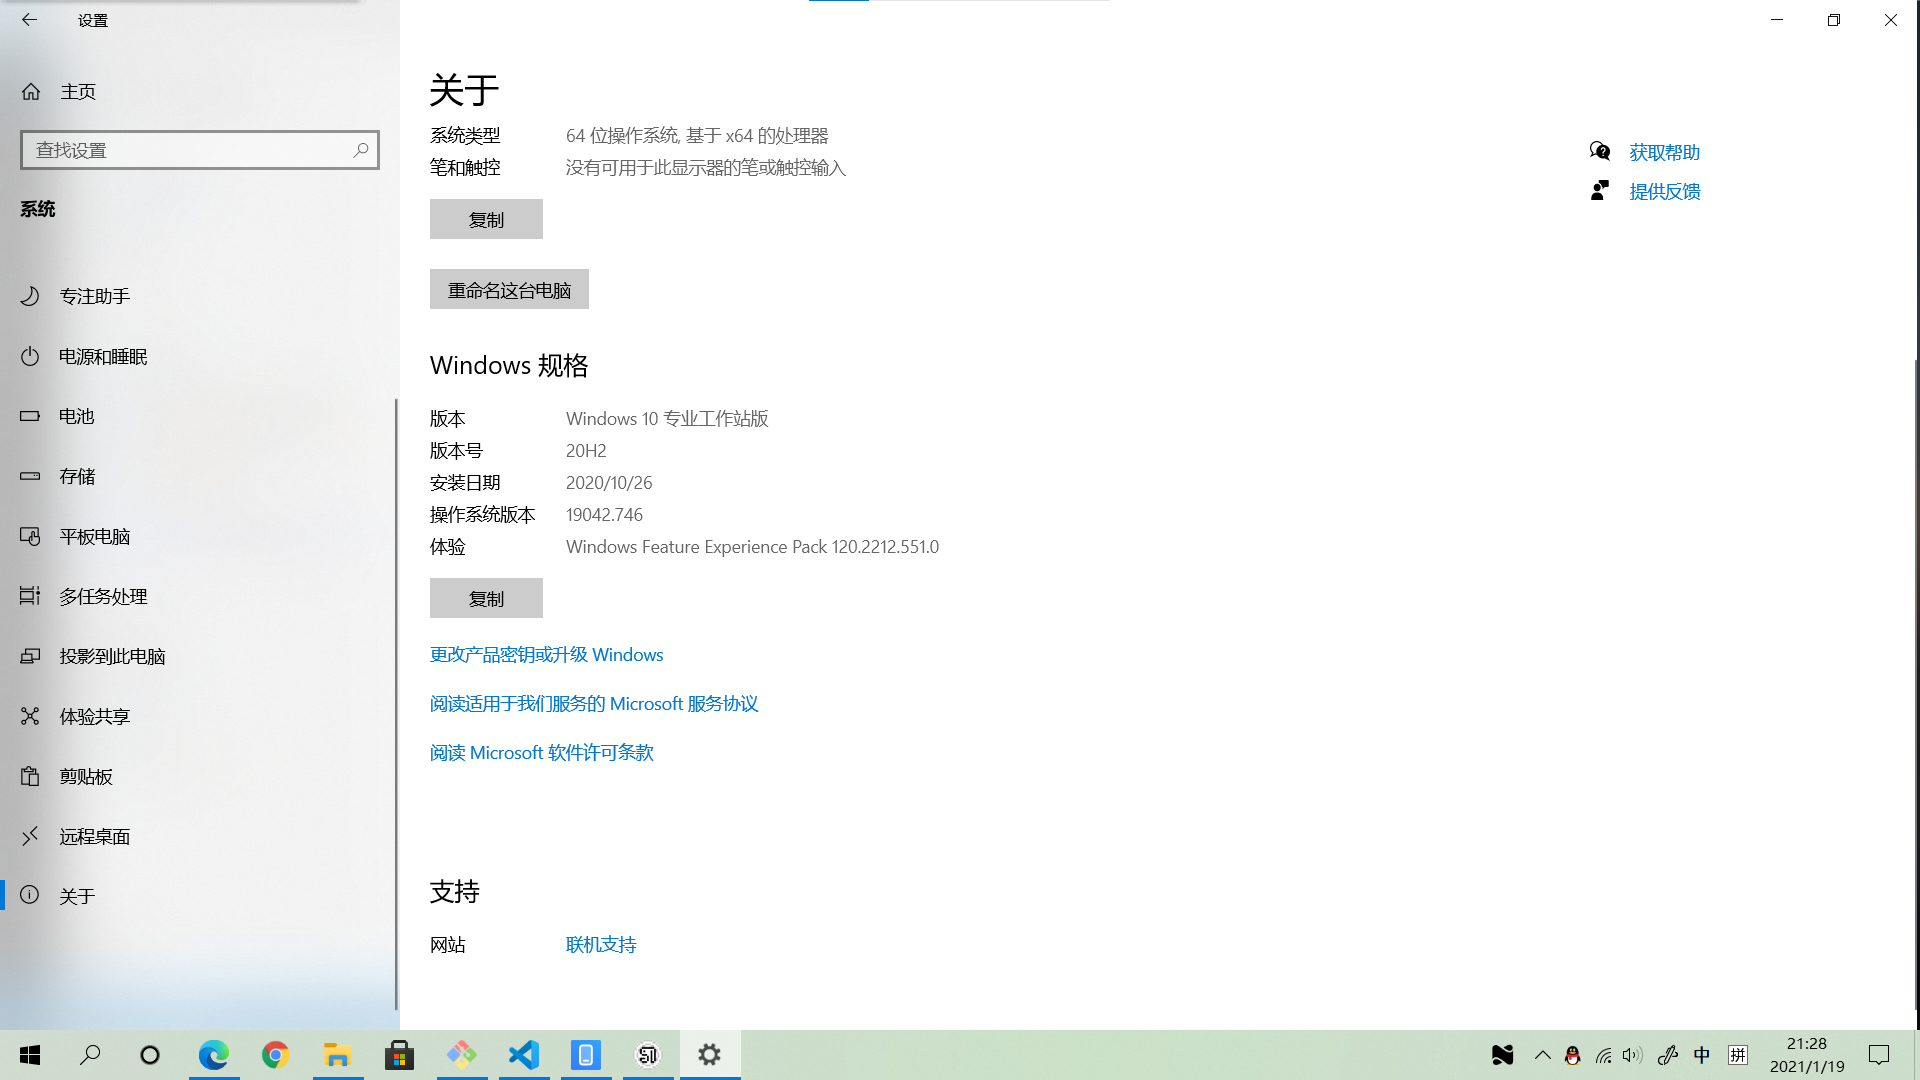 设置
主页
查找设置
系统
专注助手
电源和睡眠
电池
存储
平板电脑
多任务处理
投影到此电脑
体验共享
剪贴板
远程桌面
关于
关于
系统类型 64 位操作系统, 基于 x64 的处理器
笔和触控 没有可用于此显示器的笔或触控输入
复制
重命名这台电脑
Windows 规格
版本 Windows 10 专业工作站版
版本号 20H2
安装日期 2020/10/26
操作系统版本 19042.746
体验 Windows Feature Experience Pack 120.2212.551.0
复制
更改产品密钥或升级 Windows
阅读适用于我们服务的 Microsoft 服务协议
阅读 Microsoft 软件许可条款
支持
网站 联机支持
获取帮助
提供反馈
中 拼
21:28
2021/1/19